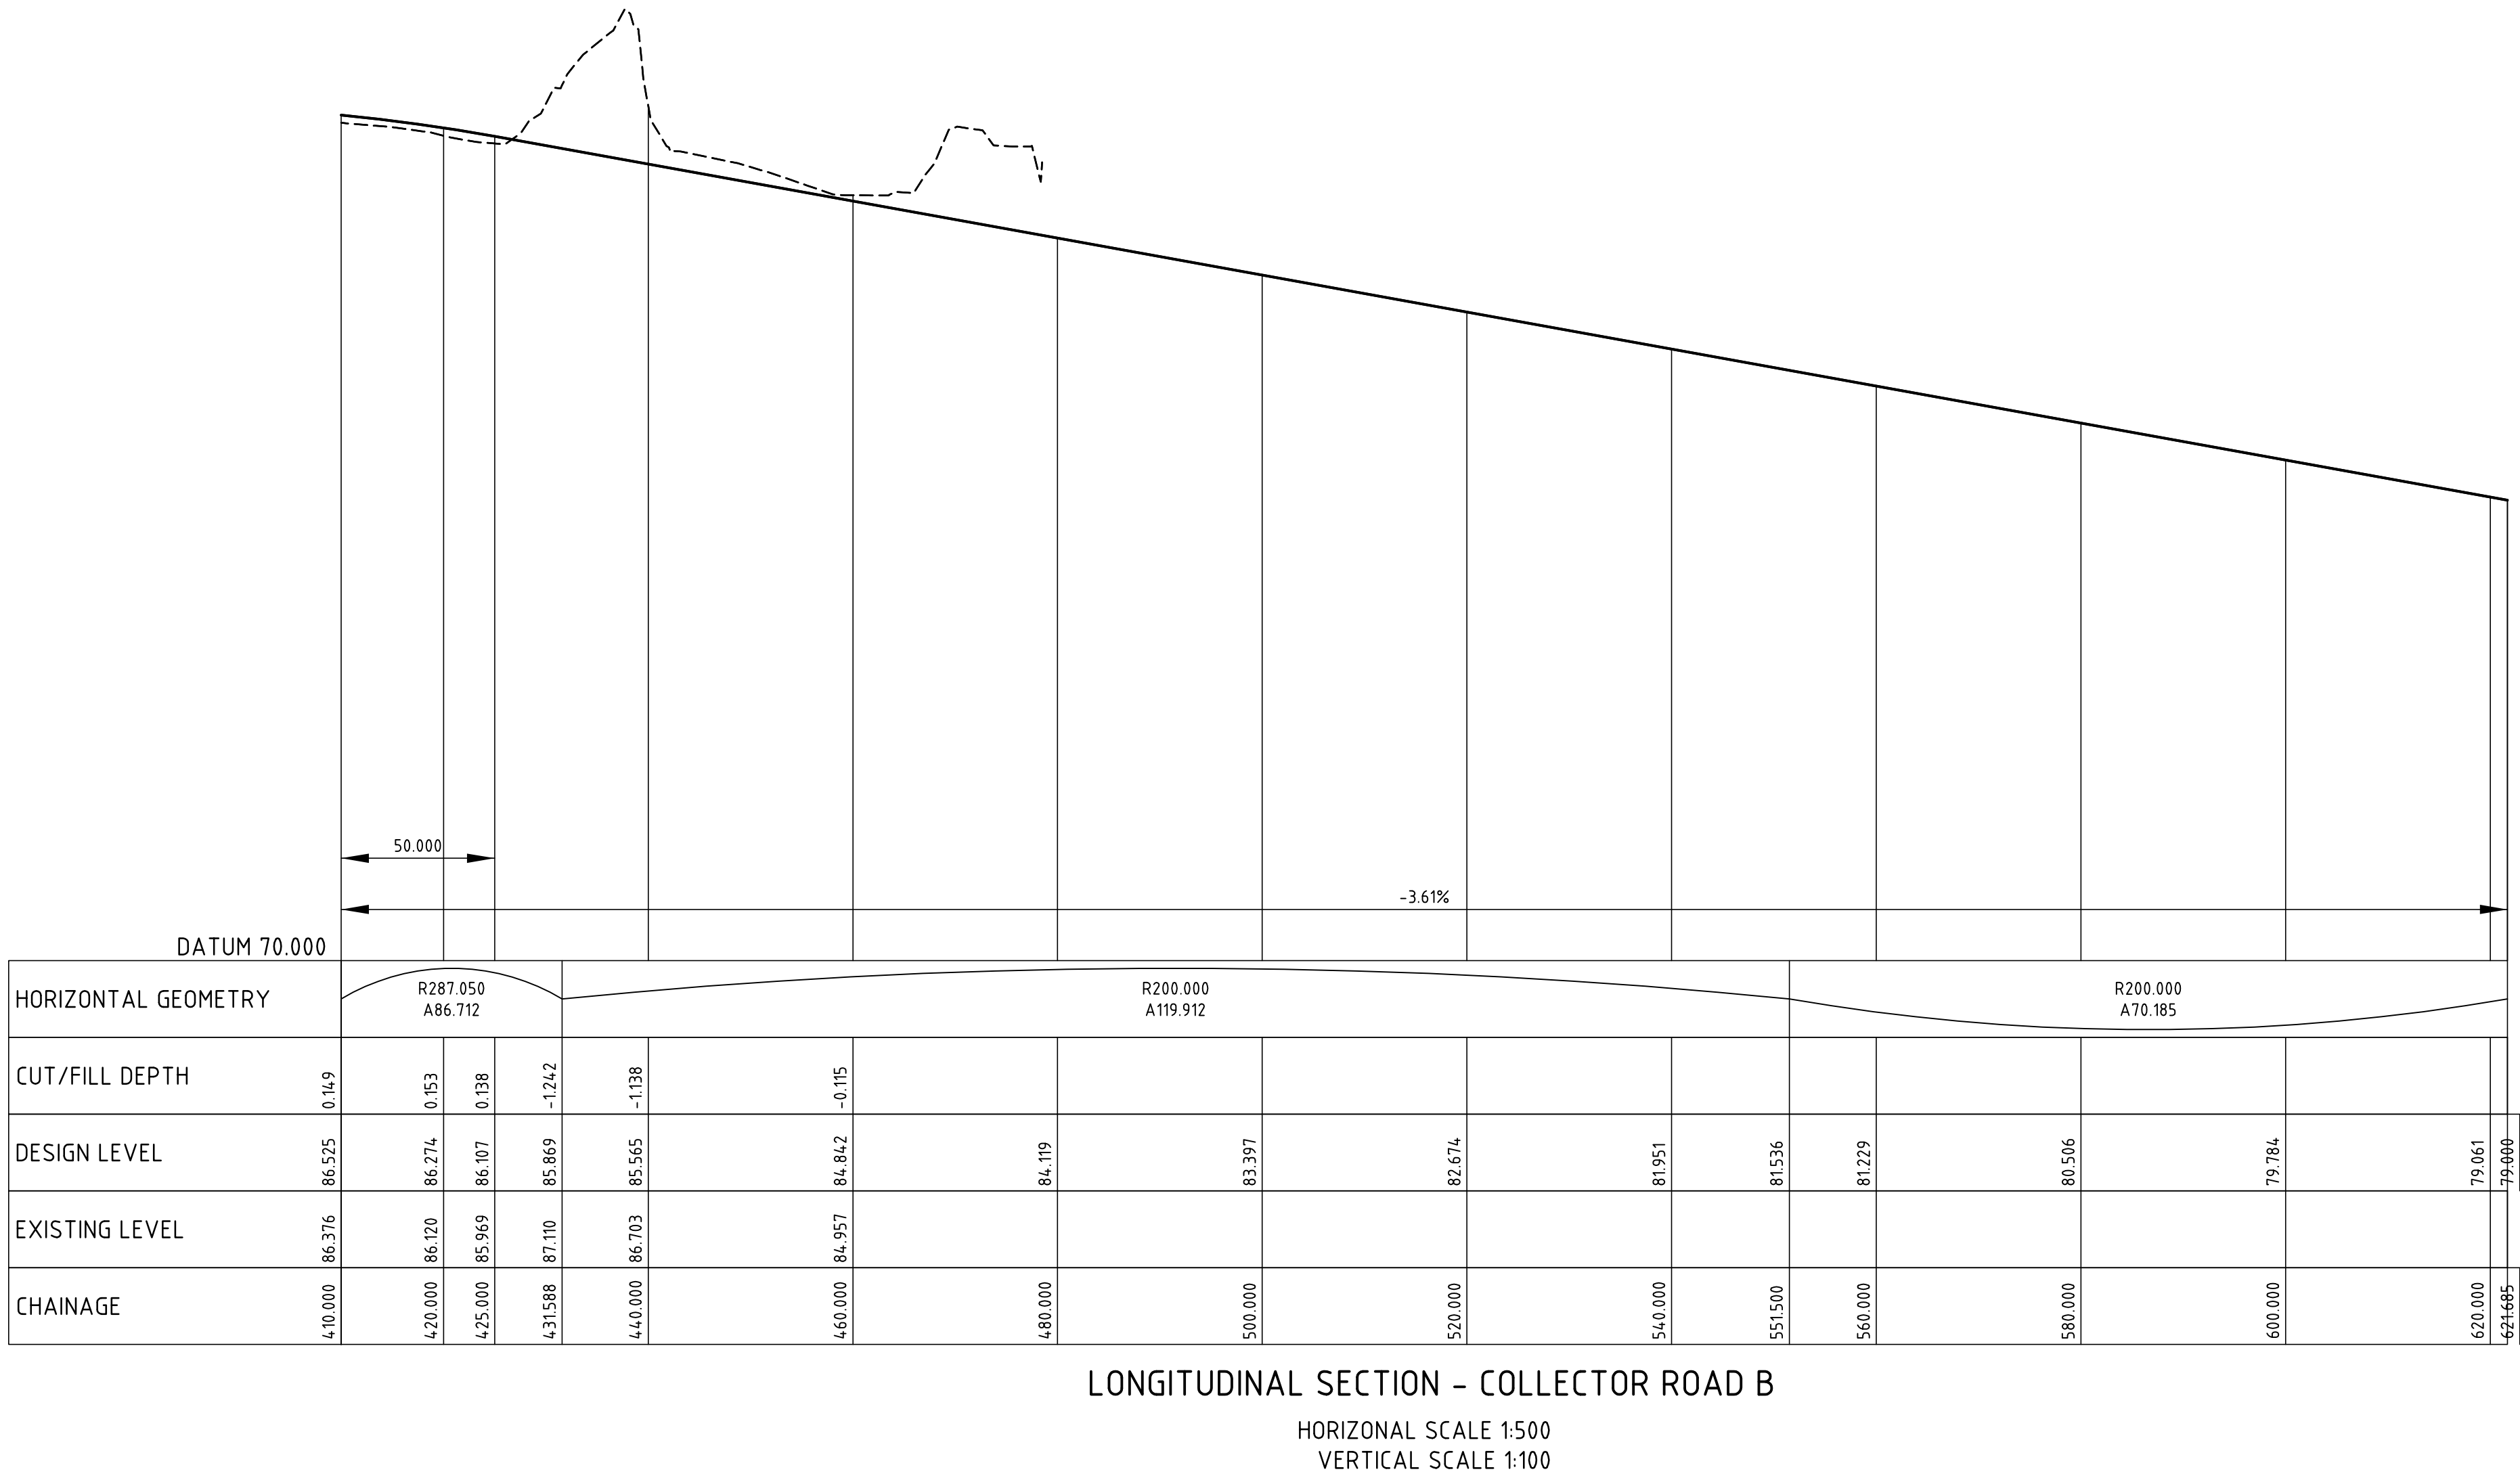 50.000
-3.61%
DATUM 70.000
HORIZONTAL GEOMETRY
R287.050
A86.712
R200.000
A119.912
R200.000
A70.185
CUT/FILL DEPTH 0.149 0.153 0.138 -1.242 -1.138 -0.115
DESIGN LEVEL 86.525 86.274 86.107 85.869 85.565 84.842 84.119 83.397 82.674 81.951 81.536 81.229 80.506 79.784 79.061 79.000
EXISTING LEVEL 86.376 86.120 85.969 87.110 86.703 84.957
CHAINAGE 410.000 420.000 425.000 431.588 440.000 460.000 480.000 500.000 520.000 540.000 551.500 560.000 580.000 600.000 620.000 621.685
LONGITUDINAL SECTION - COLLECTOR ROAD B
HORIZONAL SCALE 1:500
VERTICAL SCALE 1:100